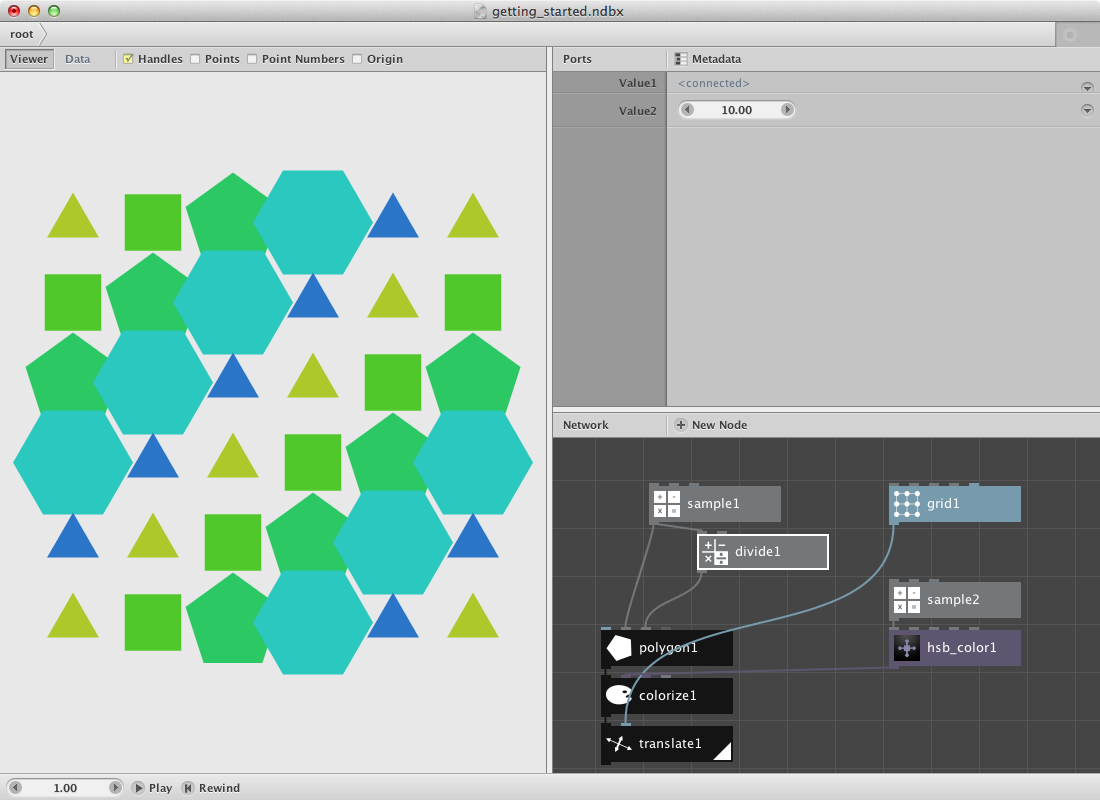 getting_started.ndbx
root
Viewer Data Handles Points Point Numbers Origin
Ports Metadata
Value1 <connected>
Value2 10.00
Network New Node
sample1
grid1
divide1
sample2
polygon1
hsb_color1
colorize1
translate1
1.00 Play Rewind